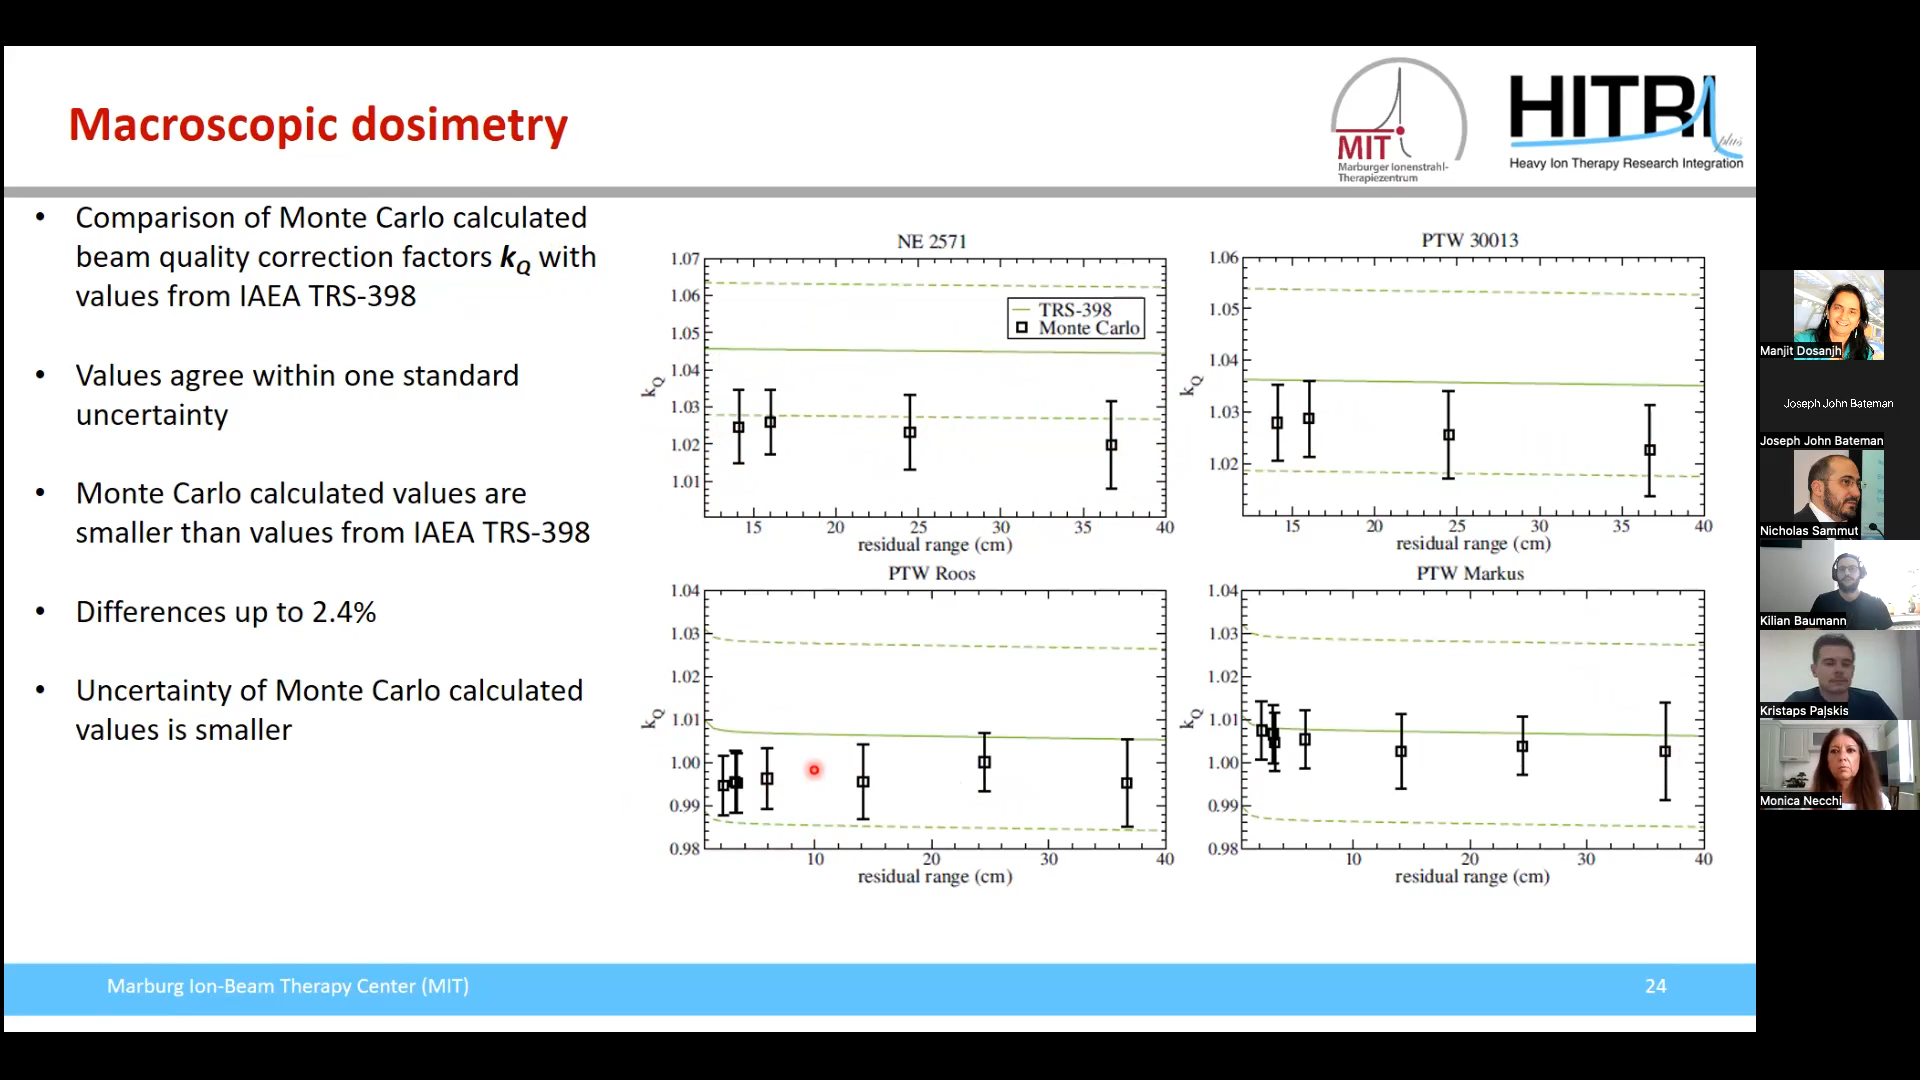 Macroscopic dosimetry
MIT
Marburger Ionenstrahl-
Therapiezentrum
HITRI
plus
Heavy Ion Therapy Research Integration
• Comparison of Monte Carlo calculated
beam quality correction factors kQ with
values from IAEA TRS-398
• Values agree within one standard
uncertainty
• Monte Carlo calculated values are
smaller than values from IAEA TRS-398
• Differences up to 2.4%
• Uncertainty of Monte Carlo calculated
values is smaller
NE 2571
1.07
1.06
1.05
1.04
1.03
1.02
1.01
kQ
TRS-398
Monte Carlo
15 20 25 30 35 40
residual range (cm)
PTW 30013
1.06
1.05
1.04
1.03
1.02
kQ
15 20 25 30 35 40
residual range (cm)
PTW Roos
1.04
1.03
1.02
1.01
1.00
0.99
0.98
kQ
10 20 30 40
residual range (cm)
PTW Markus
1.04
1.03
1.02
1.01
1.00
0.99
0.98
kQ
10 20 30 40
residual range (cm)
Marburg Ion-Beam Therapy Center (MIT)
24
Manjit Dosanjh
Joseph John Bateman
Joseph John Bateman
Nicholas Sammut
Kilian Baumann
Kristaps Paļskis
Monica Necchi